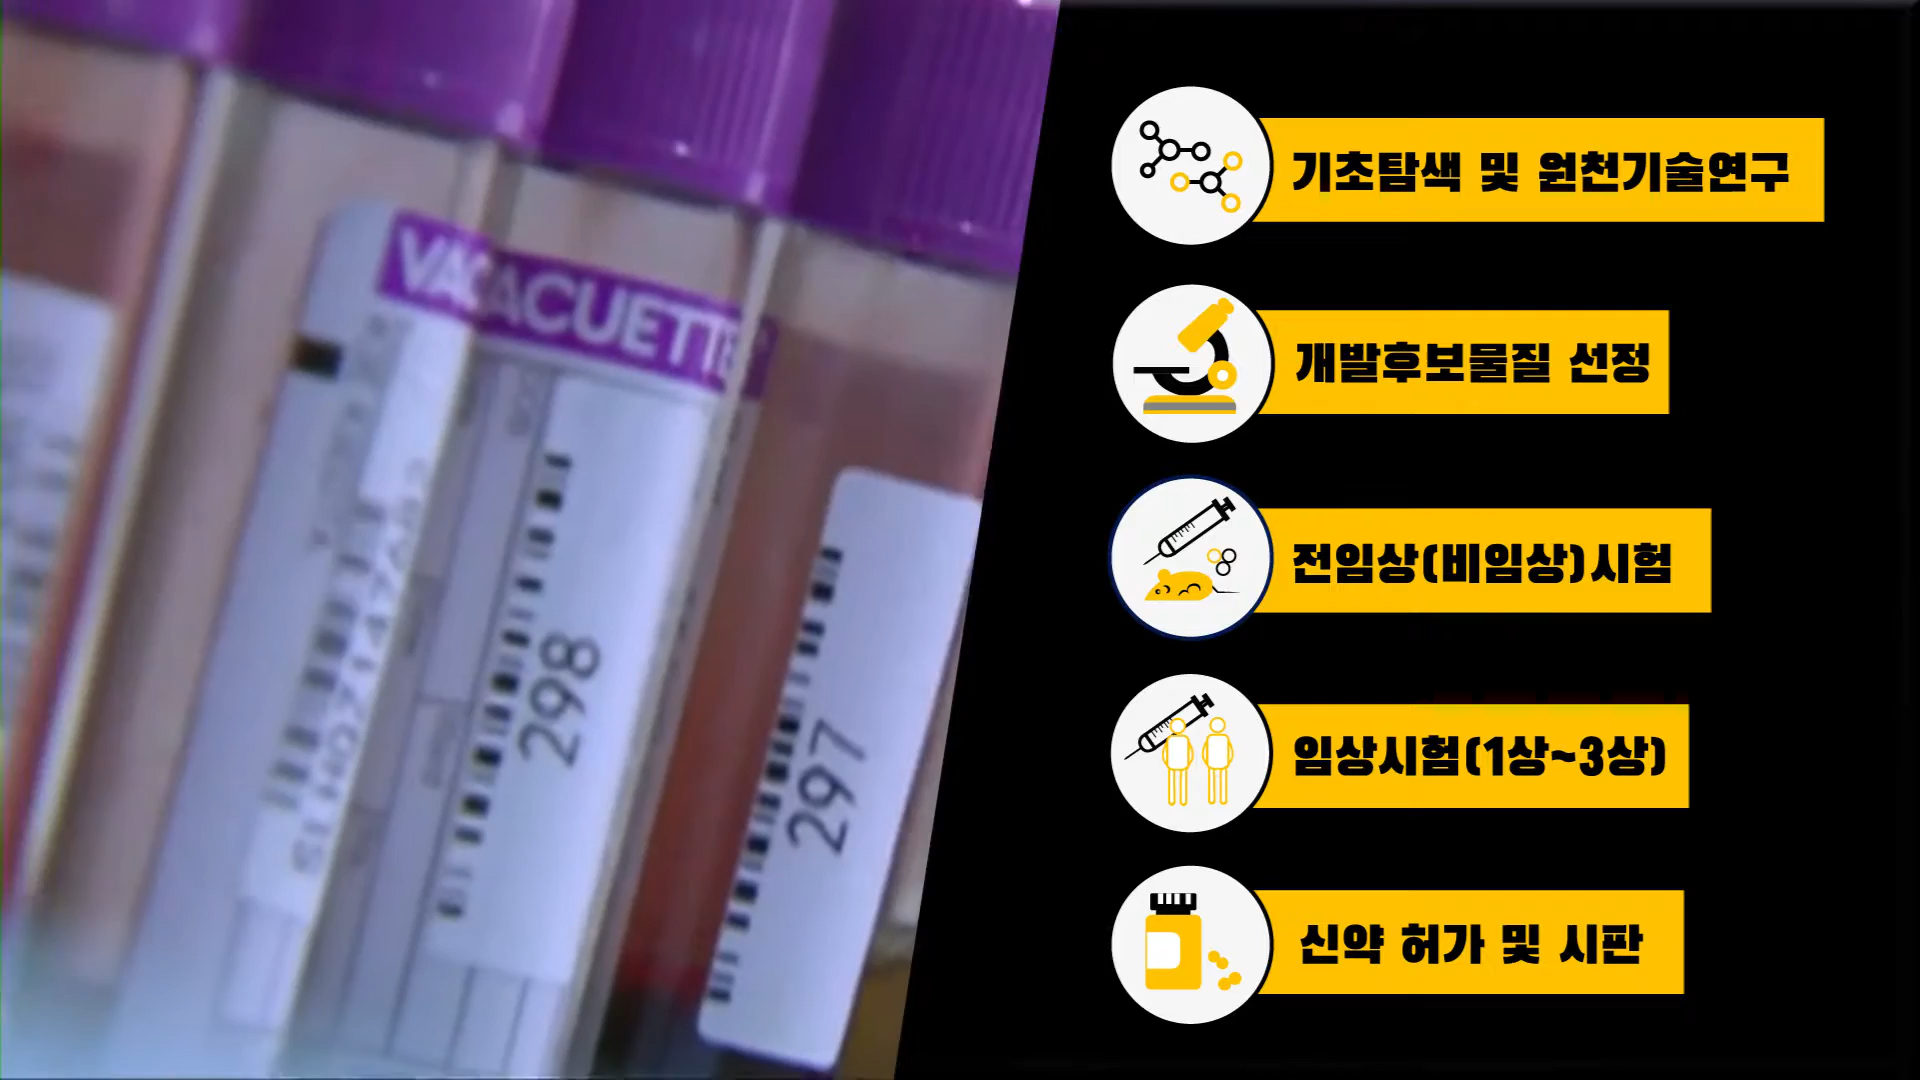 VACUETTE
298
297
기초탐색 및 원천기술연구
개발후보물질 선정
전임상(비임상)시험
임상시험(1상~3상)
신약 허가 및 시판